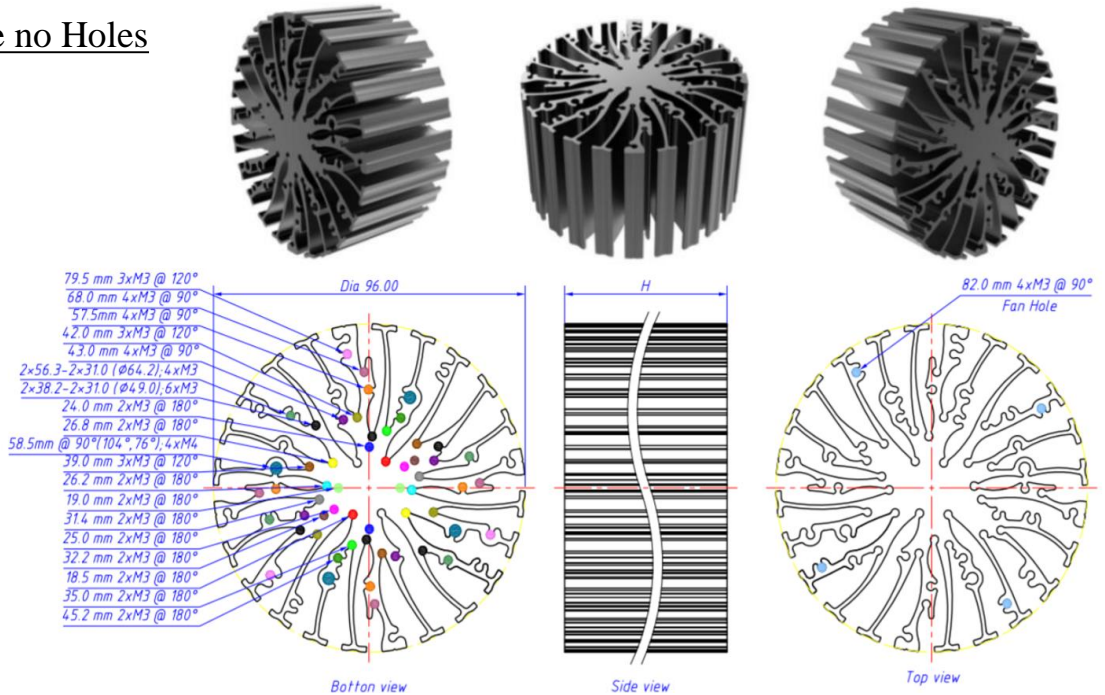 e no Holes
79.5 mm 3xM3 @ 120°
68.0 mm 4xM3 @ 90°
57.5mm 4xM3 @ 90°
42.0 mm 3xM3 @ 120°
43.0 mm 4xM3 @ 90°
2×56.3-2×31.0 (Ø64.2);4xM3
2×38.2-2×31.0 (Ø49.0);6xM3
24.0 mm 2xM3 @ 180°
26.8 mm 2xM3 @ 180°
58.5mm @ 90°(104°,76°);4xM4
39.0 mm 3xM3 @ 120°
26.2 mm 2xM3 @ 180°
19.0 mm 2xM3 @ 180°
31.4 mm 2xM3 @ 180°
25.0 mm 2xM3 @ 180°
32.2 mm 2xM3 @ 180°
18.5 mm 2xM3 @ 180°
35.0 mm 2xM3 @ 180°
45.2 mm 2xM3 @ 180°
Dia 96.00
Botton view
H
Side view
82.0 mm 4xM3 @ 90°
Fan Hole
Top view